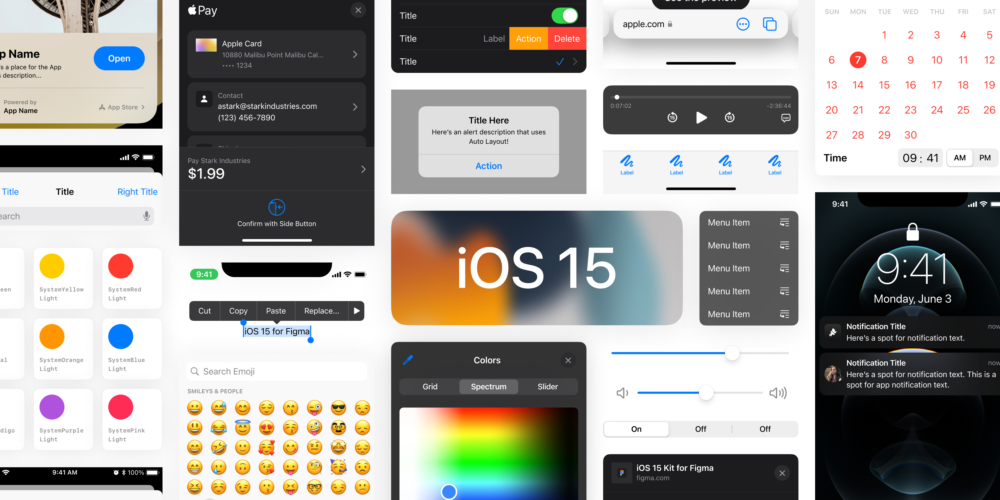 p Name
's a place for the App
s description...
Open
Powered by
App Name
App Store
Title
Title
Right Title
earch
een
SystemYellow
Light
SystemRed
Light
al
SystemOrange
Light
SystemBlue
Light
digo
SystemPurple
Light
SystemPink
Light
9:41 AM
100%
Pay
Apple Card
10880 Malibu Point Malibu Cal...
•••• 1234
Contact
astark@starkindustries.com
(123) 456-7890
Pay Stark Industries
$1.99
Confirm with Side Button
9:41
Cut
Copy
Paste
Replace...
iOS 15 for Figma
Search Emoji
SMILEYS & PEOPLE
Title
Title
Label
Action
Delete
Title
Title Here
Here's an alert description that uses
Auto Layout!
Action
iOS 15
Colors
Grid
Spectrum
Slider
See the preview
apple.com
0:07:02
-2:36:44
15
15
Label
Label
Label
Label
Menu Item
Menu Item
Menu Item
Menu Item
Menu Item
On
Off
Off
iOS 15 Kit for Figma
figma.com
SUN MON TUE WED THU FRI SAT
1 2 3 4 5
6 7 8 9 10 11 12
13 14 15 16 17 18 19
20 21 22 23 24 25 26
27 28 29 30
Time
09 : 41
AM
PM
9:41
9:41
Monday, June 3
Notification Title
now
Here's a spot for notification text.
Notification Title
now
Here's a spot for notification text. This is a
spot for app notification text.